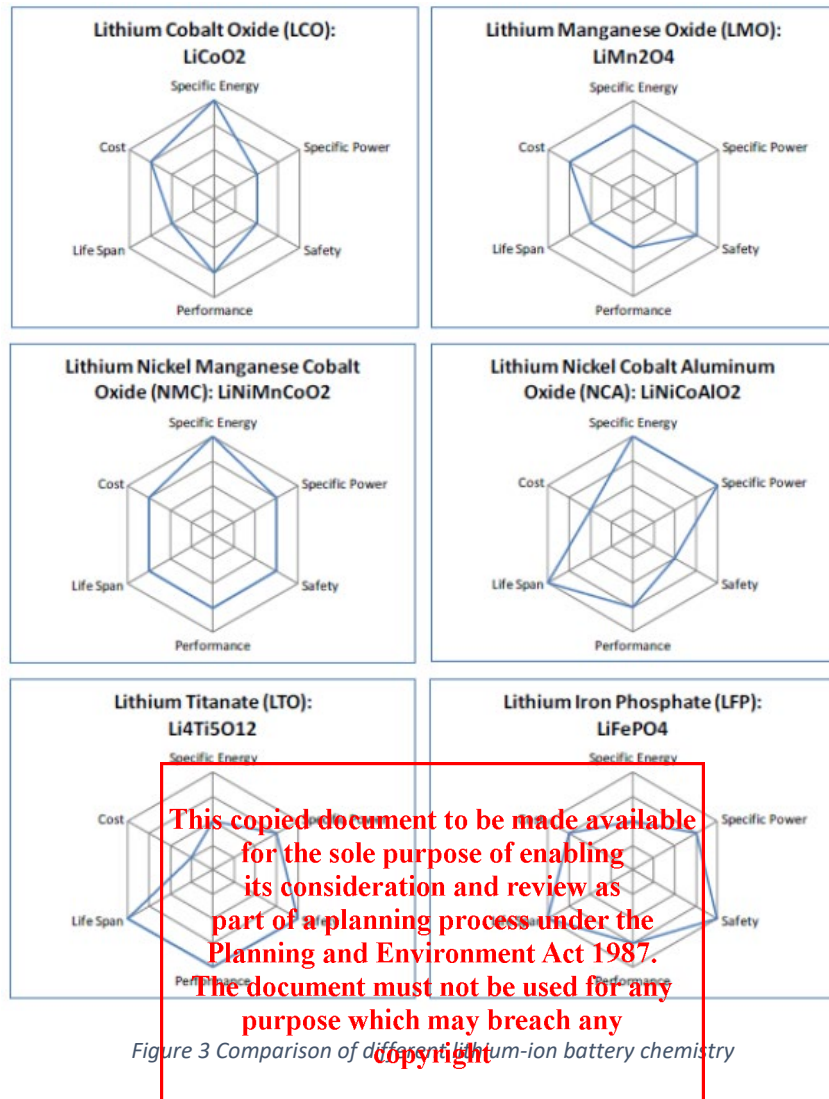 Lithium Cobalt Oxide (LCO):
LiCoO2
Specific Energy
Cost
Specific Power
Life Span
Safety
Performance
Lithium Manganese Oxide (LMO):
LiMn2O4
Specific Energy
Cost
Specific Power
Life Span
Safety
Performance
Lithium Nickel Manganese Cobalt
Oxide (NMC): LiNiMnCoO2
Specific Energy
Cost
Specific Power
Life Span
Safety
Performance
Lithium Nickel Cobalt Aluminum
Oxide (NCA): LiNiCoAlO2
Specific Energy
Cost
Specific Power
Life Span
Safety
Performance
Lithium Titanate (LTO):
Li4Ti5O12
Specific Energy
Cost
Life Span
Lithium Iron Phosphate (LFP):
LiFePO4
Specific Energy
Specific Power
Safety
Performance
This copied document to be made available
for the sole purpose of enabling
its consideration and review as
part of a planning process under the
Planning and Environment Act 1987.
The document must not be used for any
purpose which may breach any
copyright
Figure 3 Comparison of different lithium-ion battery chemistry